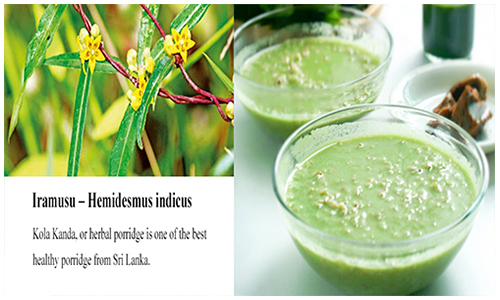 Iramusu – Hemidesmus indicus
Kola Kanda, or herbal porridge is one of the best
healthy porridge from Sri Lanka.